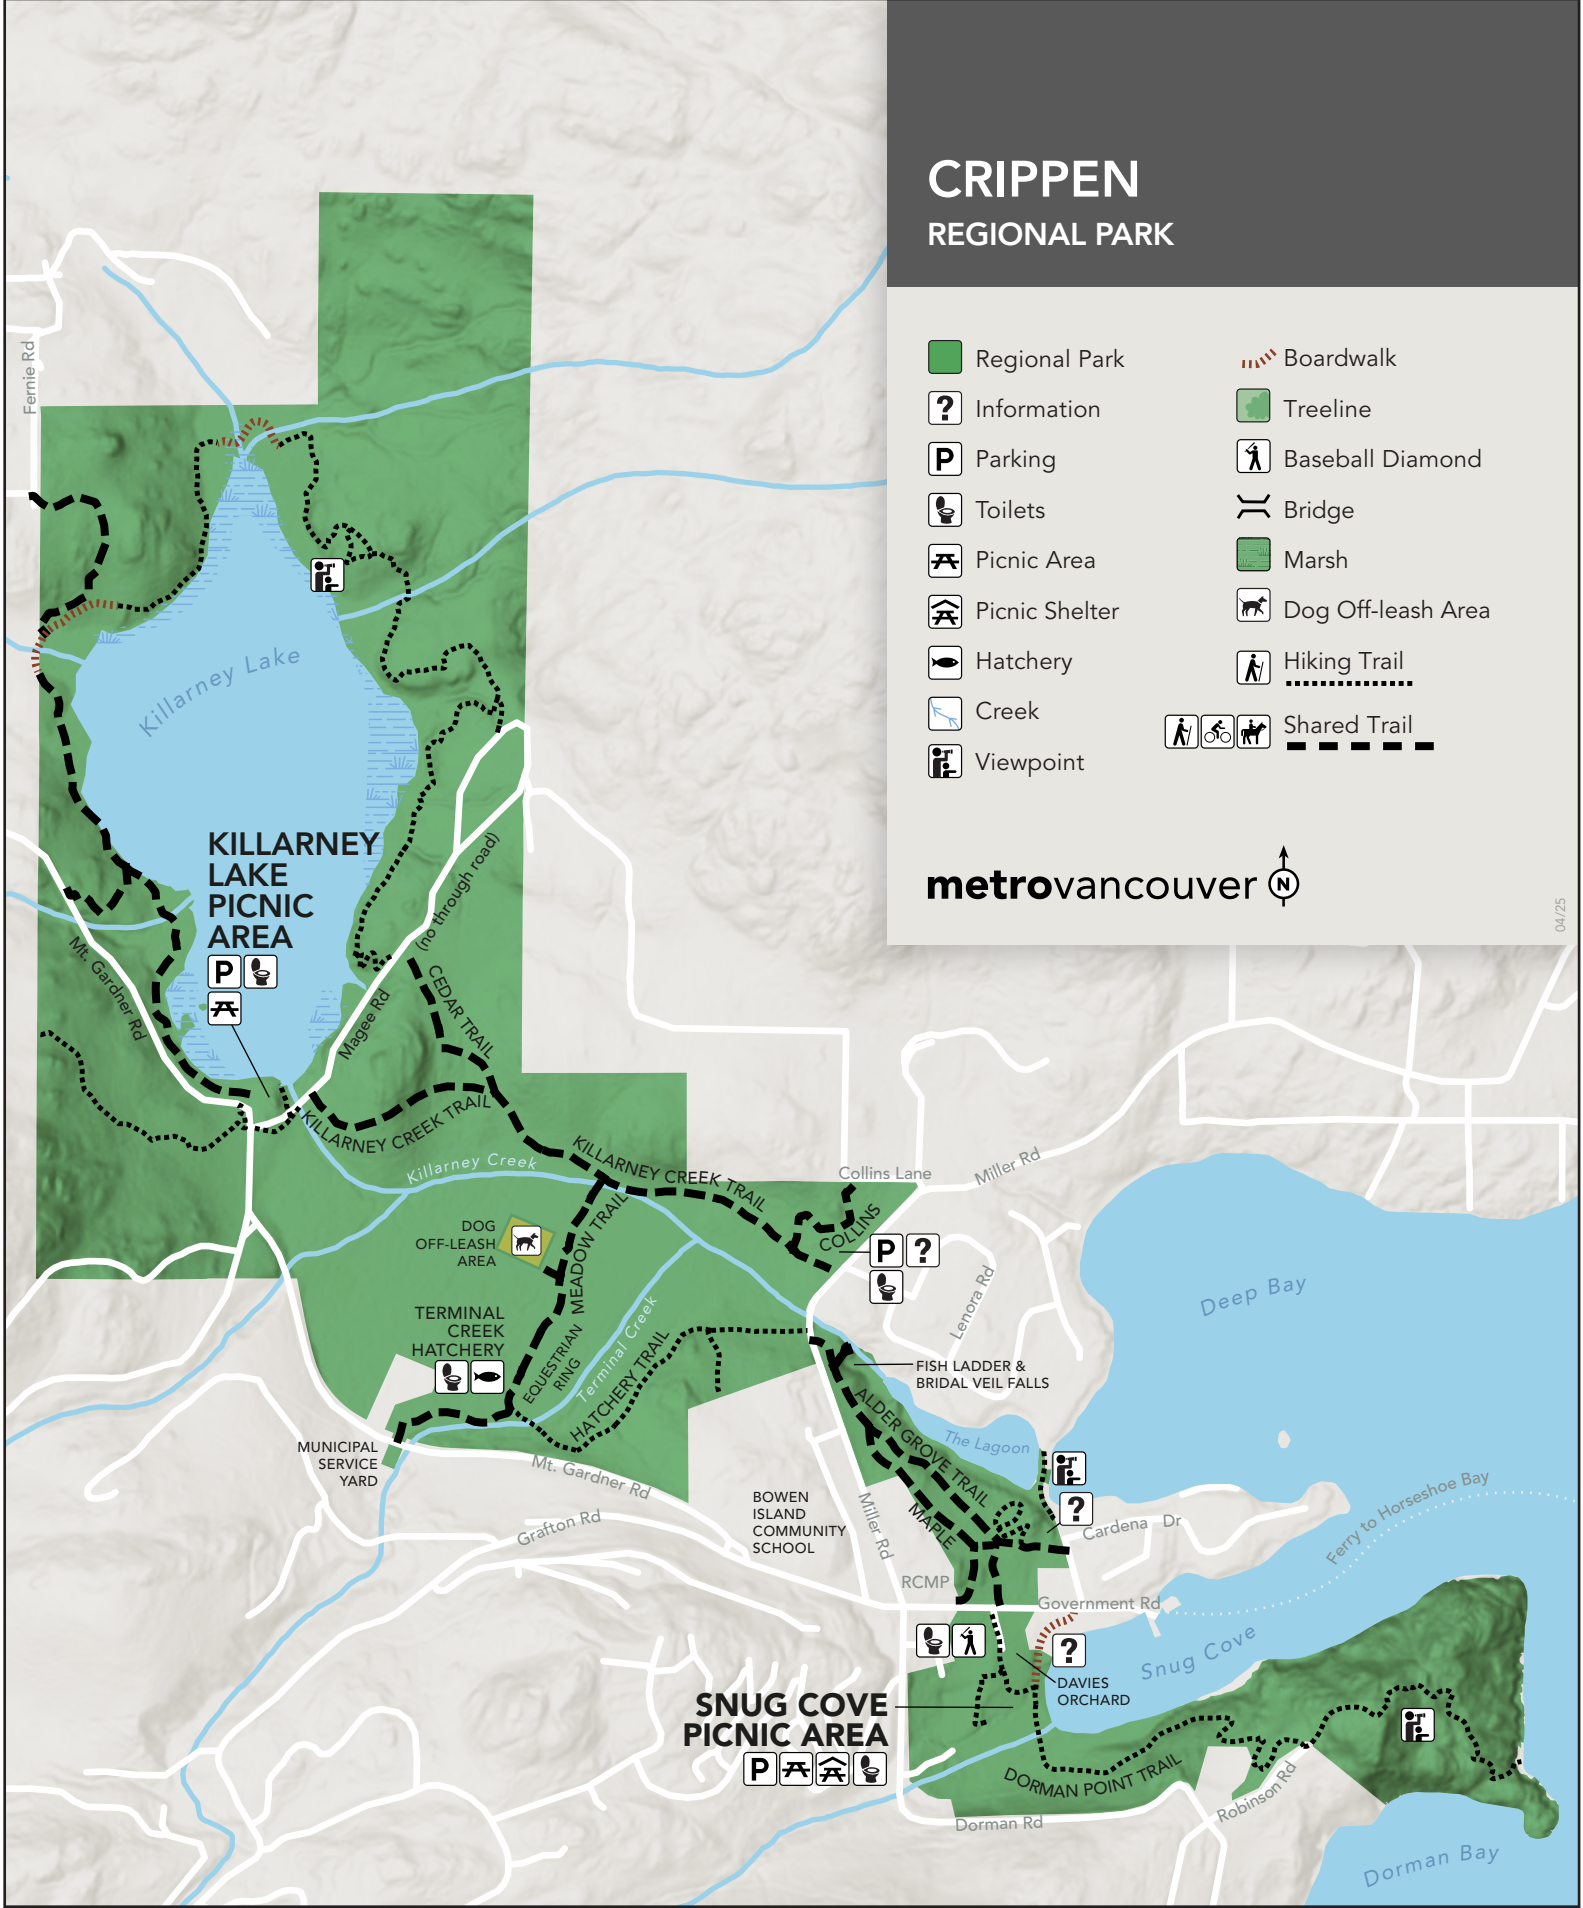 CRIPPEN
REGIONAL PARK
Regional Park
Information
Parking
Toilets
Picnic Area
Picnic Shelter
Hatchery
Creek
Viewpoint
Boardwalk
Treeline
Baseball Diamond
Bridge
Marsh
Dog Off-leash Area
Hiking Trail
Shared Trail
metrovancouver
N
04/25
Fernie Rd
Killarney Lake
KILLARNEY
LAKE
PICNIC
AREA
P
Mt. Gardner Rd
(no through road)
Magee Rd
CEDAR TRAIL
KILLARNEY CREEK TRAIL
Killarney Creek
KILLARNEY CREEK TRAIL
Collins Lane
Miller Rd
COLLINS
P ?
Lenora Rd
Deep Bay
DOG
OFF-LEASH
AREA
MEADOW TRAIL
TERMINAL
CREEK
HATCHERY
EQUESTRIAN
RING
Terminal Creek
HATCHERY TRAIL
FISH LADDER &
BRIDAL VEIL FALLS
ALDER GROVE TRAIL
The Lagoon
MUNICIPAL
SERVICE
YARD
Mt. Gardner Rd
Grafton Rd
BOWEN
ISLAND
COMMUNITY
SCHOOL
Miller Rd
MAPLE
?
Cardena Dr
Ferry to Horseshoe Bay
RCMP
Government Rd
?
Snug Cove
DAVIES
ORCHARD
SNUG COVE
PICNIC AREA
P
DORMAN POINT TRAIL
Robinson Rd
Dorman Rd
Dorman Bay